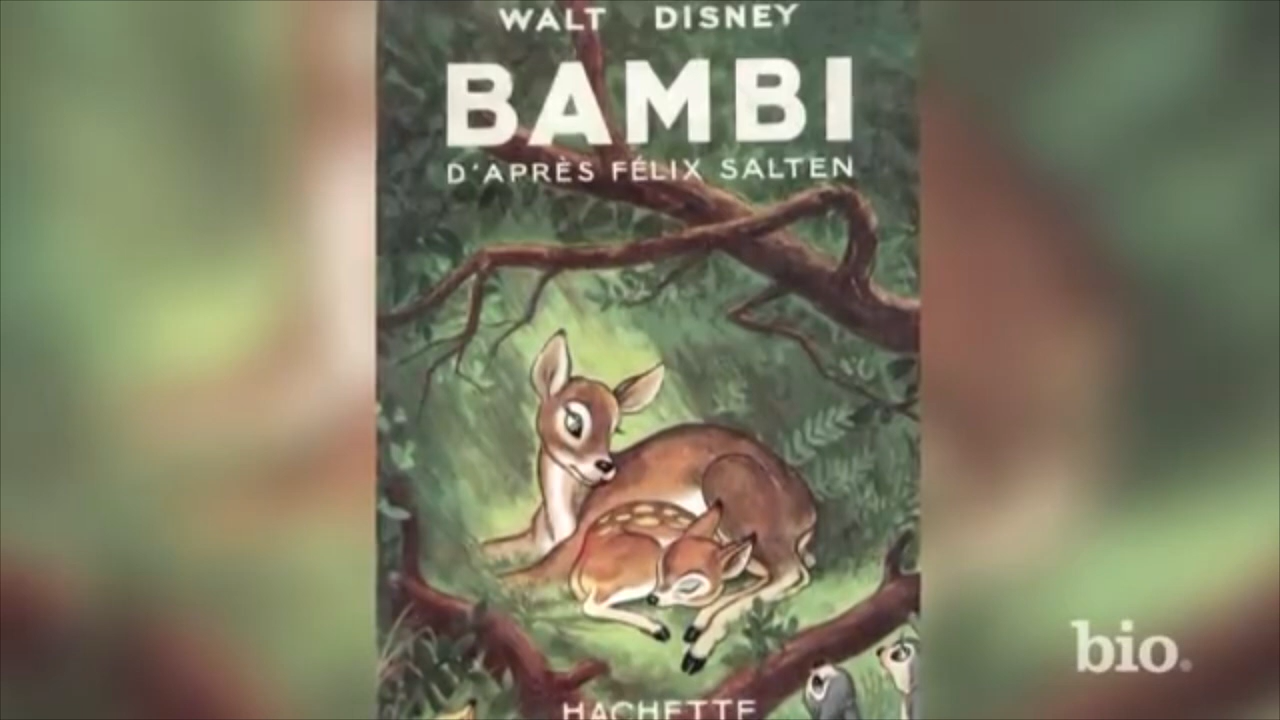 WALT DISNEY
BAMBI
D'APRÈS FÉLIX SALTEN
HACHETTE
bio.